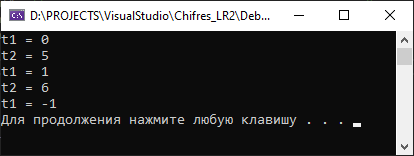 D:\PROJECTS\VisualStudio\Chifres_LR2\Deb...
t1 = 0
t2 = 5
t1 = 1
t2 = 6
t1 = -1
Для продолжения нажмите любую клавишу . . .